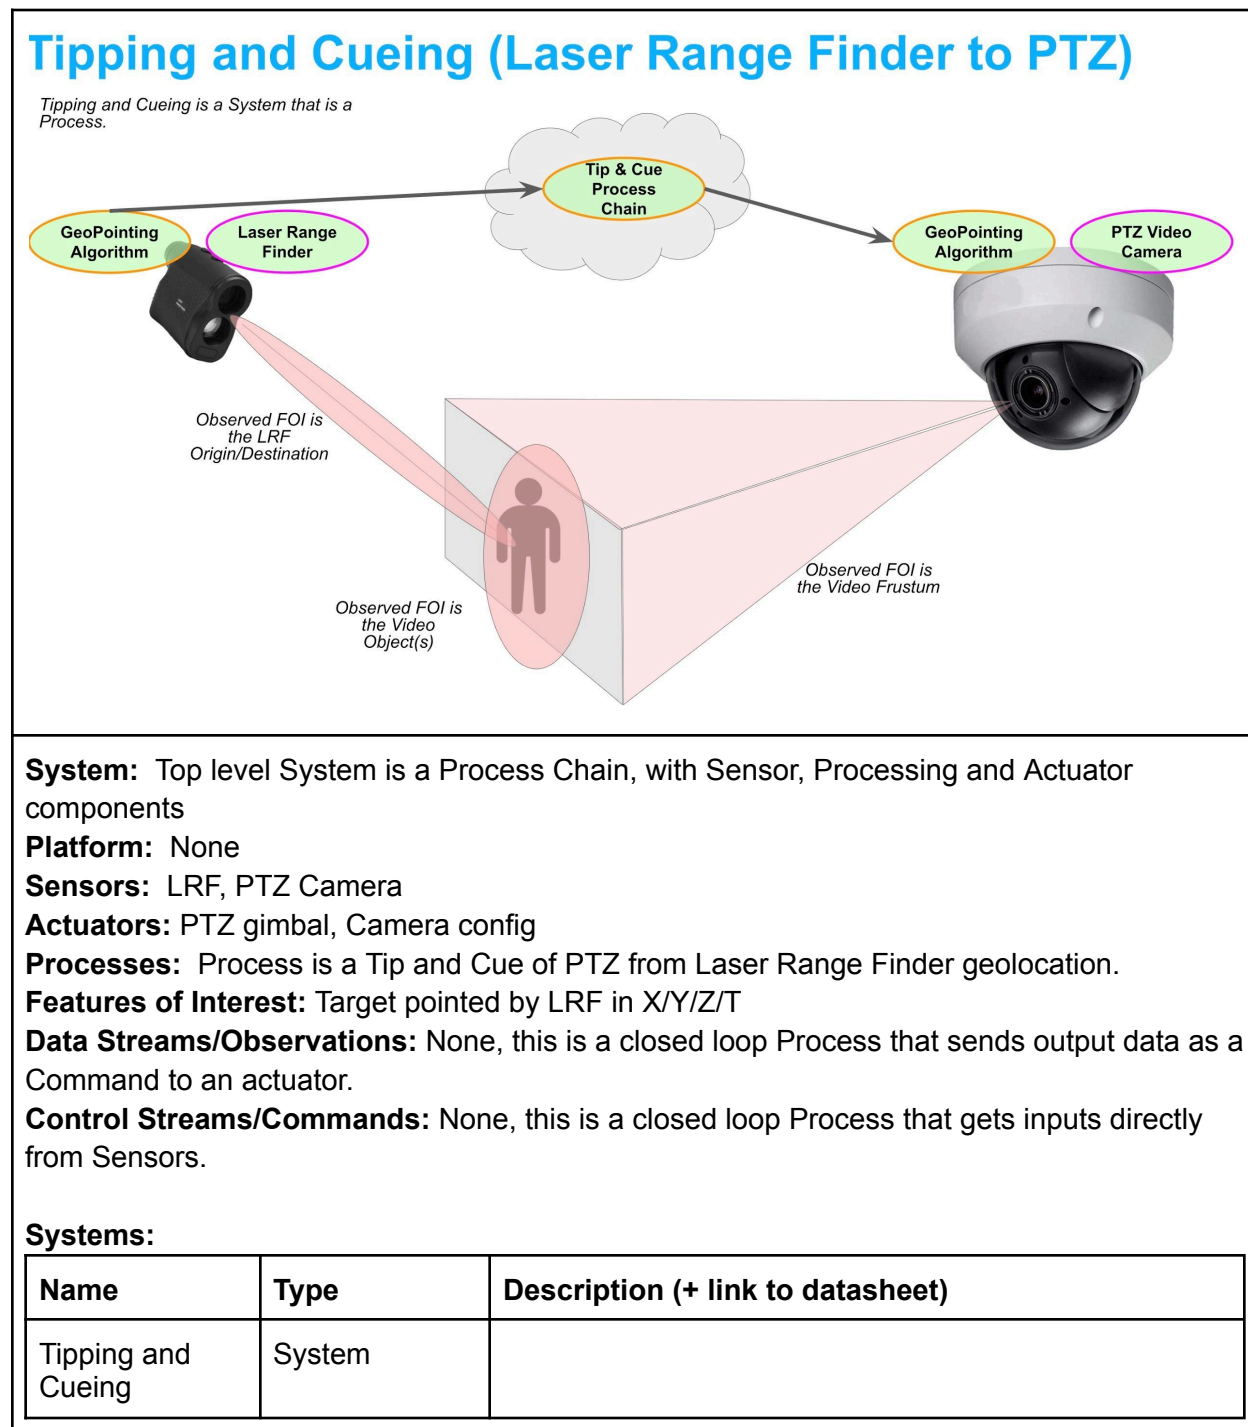 Tipping and Cueing (Laser Range Finder to PTZ)
Tipping and Cueing is a System that is a
Process.
Tip & Cue
Process
Chain
GeoPointing
Algorithm
Laser Range
Finder
GeoPointing
Algorithm
PTZ Video
Camera
Observed FOI is
the LRF
Origin/Destination
Observed FOI is
the Video Frustum
Observed FOI is
the Video
Object(s)
System: Top level System is a Process Chain, with Sensor, Processing and Actuator
components
Platform: None
Sensors: LRF, PTZ Camera
Actuators: PTZ gimbal, Camera config
Processes: Process is a Tip and Cue of PTZ from Laser Range Finder geolocation.
Features of Interest: Target pointed by LRF in X/Y/Z/T
Data Streams/Observations: None, this is a closed loop Process that sends output data as a
Command to an actuator.
Control Streams/Commands: None, this is a closed loop Process that gets inputs directly
from Sensors.
Systems:
Name Type Description (+ link to datasheet)
Tipping and System
Cueing